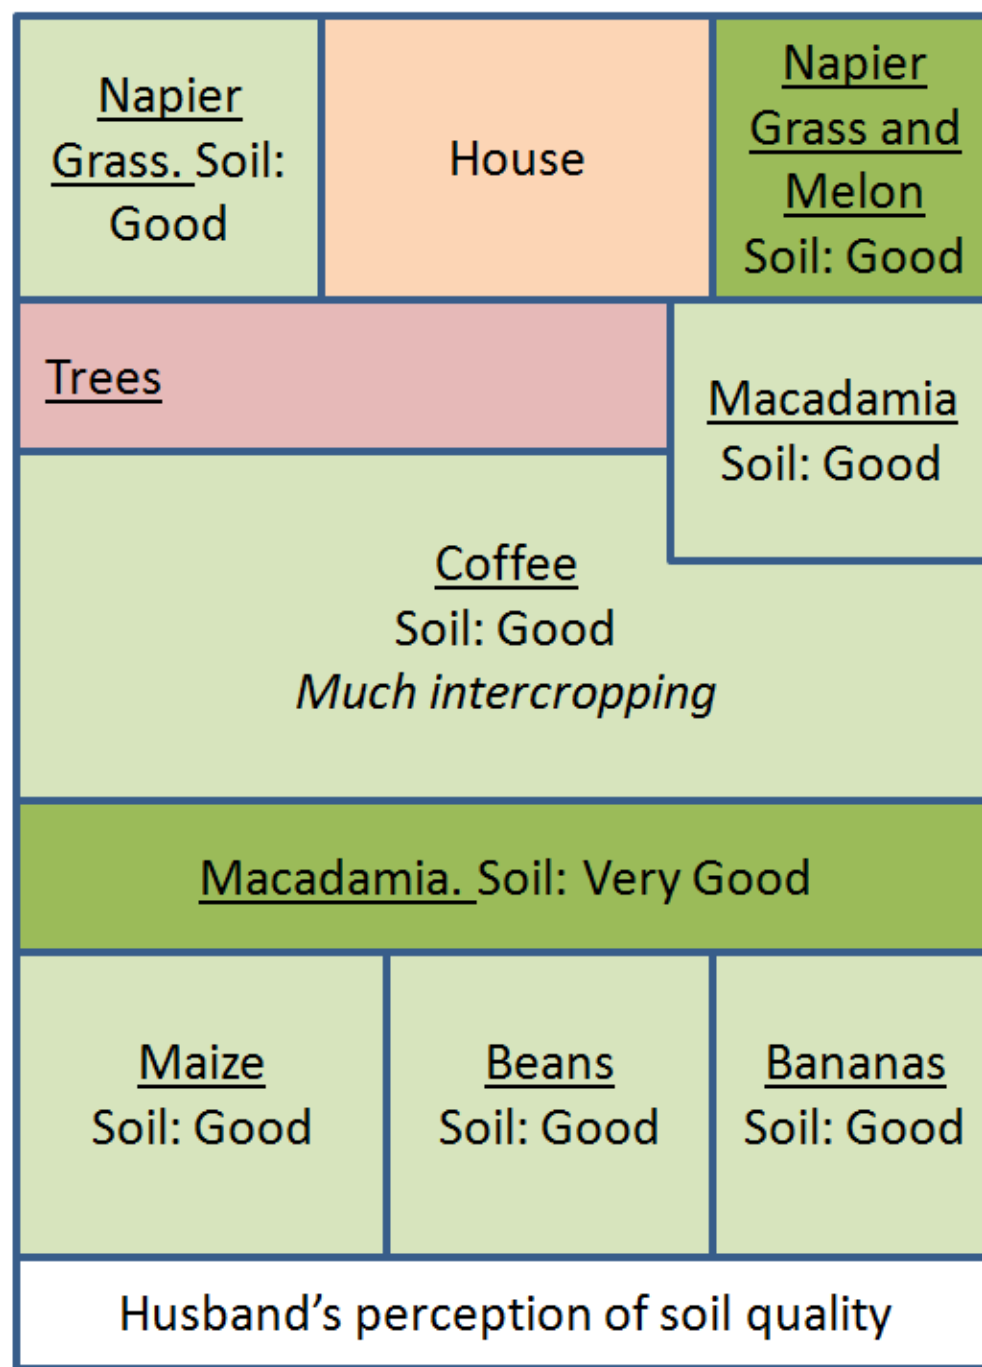 Napier
Grass. Soil:
Good
House
Napier
Grass and
Melon
Soil: Good
Trees
Macadamia
Soil: Good
Coffee
Soil: Good
Much intercropping
Macadamia. Soil: Very Good
Maize
Soil: Good
Beans
Soil: Good
Bananas
Soil: Good
Husband’s perception of soil quality